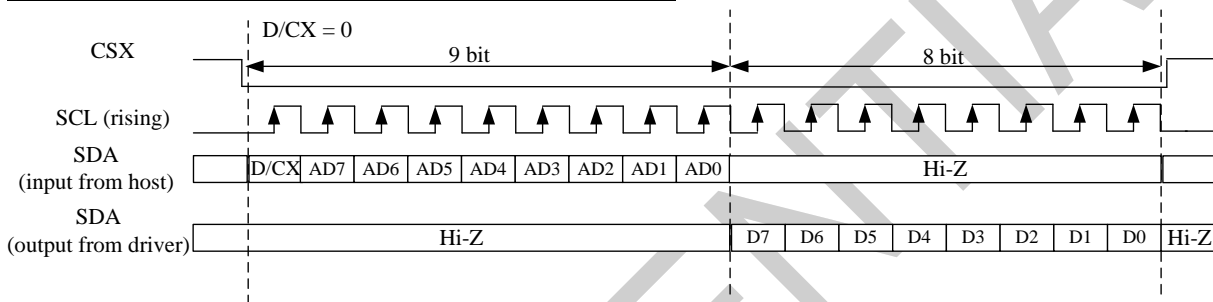 D/CX = 0
CSX
9 bit
8 bit
SCL (rising)
SDA
(input from host)
D/CX AD7 AD6 AD5 AD4 AD3 AD2 AD1 AD0 Hi-Z
SDA
(output from driver)
Hi-Z D7 D6 D5 D4 D3 D2 D1 D0 Hi-Z
ENTIA